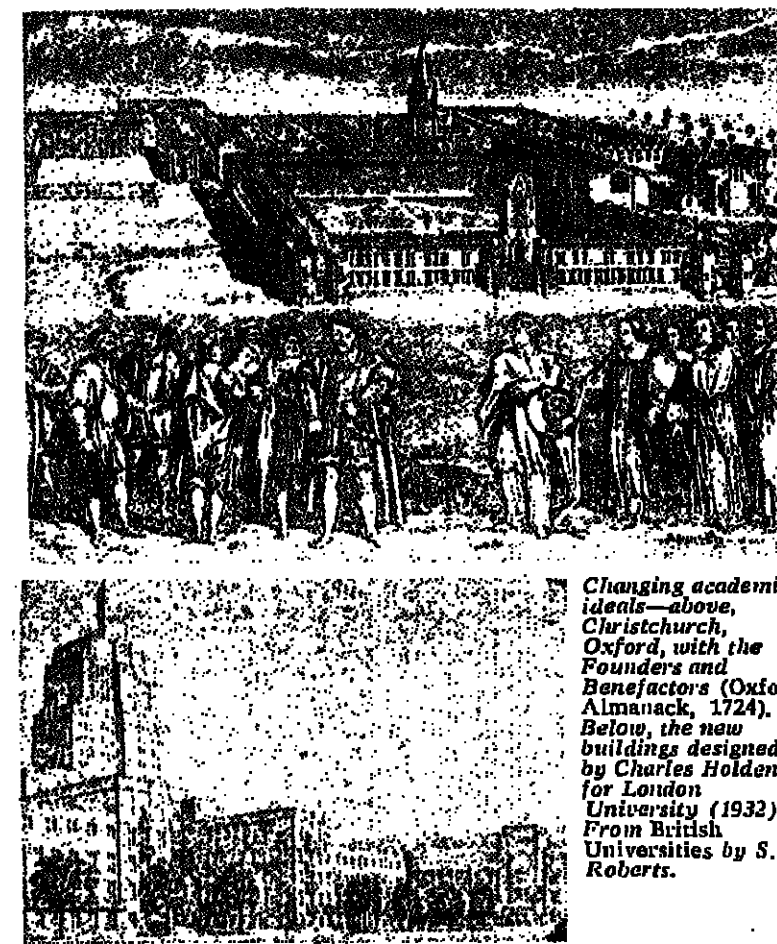 Changing academi
ideals—above,
Christchurch,
Oxford, with the
Founders and
Benefactors (Oxfo
Almanack, 1724).
Below, the new
buildings designed
by Charles Holden
for London
University (1932)
From British
Universities by S.
Roberts.